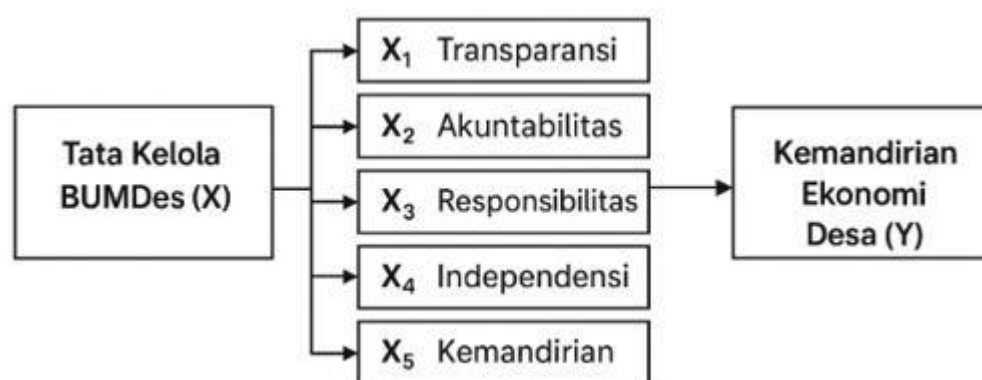 Tata Kelola
BUMDes (X)
X₁ Transparansi
X₂ Akuntabilitas
X₃ Responsibilitas
X₄ Independensi
X₅ Kemandirian
Kemandirian
Ekonomi
Desa (Y)